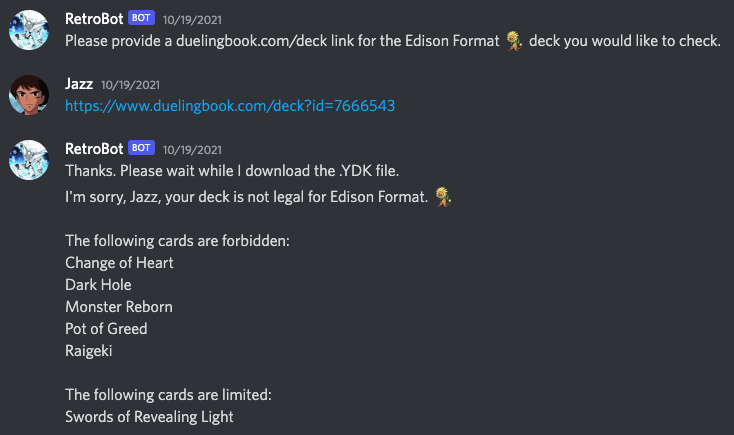 RetroBot BOT 10/19/2021
Please provide a duelingbook.com/deck link for the Edison Format deck you would like to check.
Jazz 10/19/2021
https://www.duelingbook.com/deck?id=7666543
RetroBot BOT 10/19/2021
Thanks. Please wait while I download the .YDK file.
I'm sorry, Jazz, your deck is not legal for Edison Format.
The following cards are forbidden:
Change of Heart
Dark Hole
Monster Reborn
Pot of Greed
Raigeki
The following cards are limited:
Swords of Revealing Light